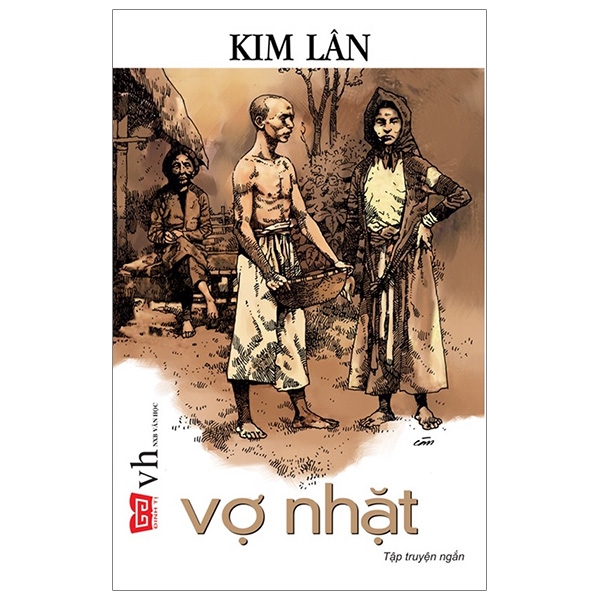 KIM LÂN
vh
NXB VĂN HỌC
ĐINH TỊ
vợ nhặt
Tập truyện ngắn